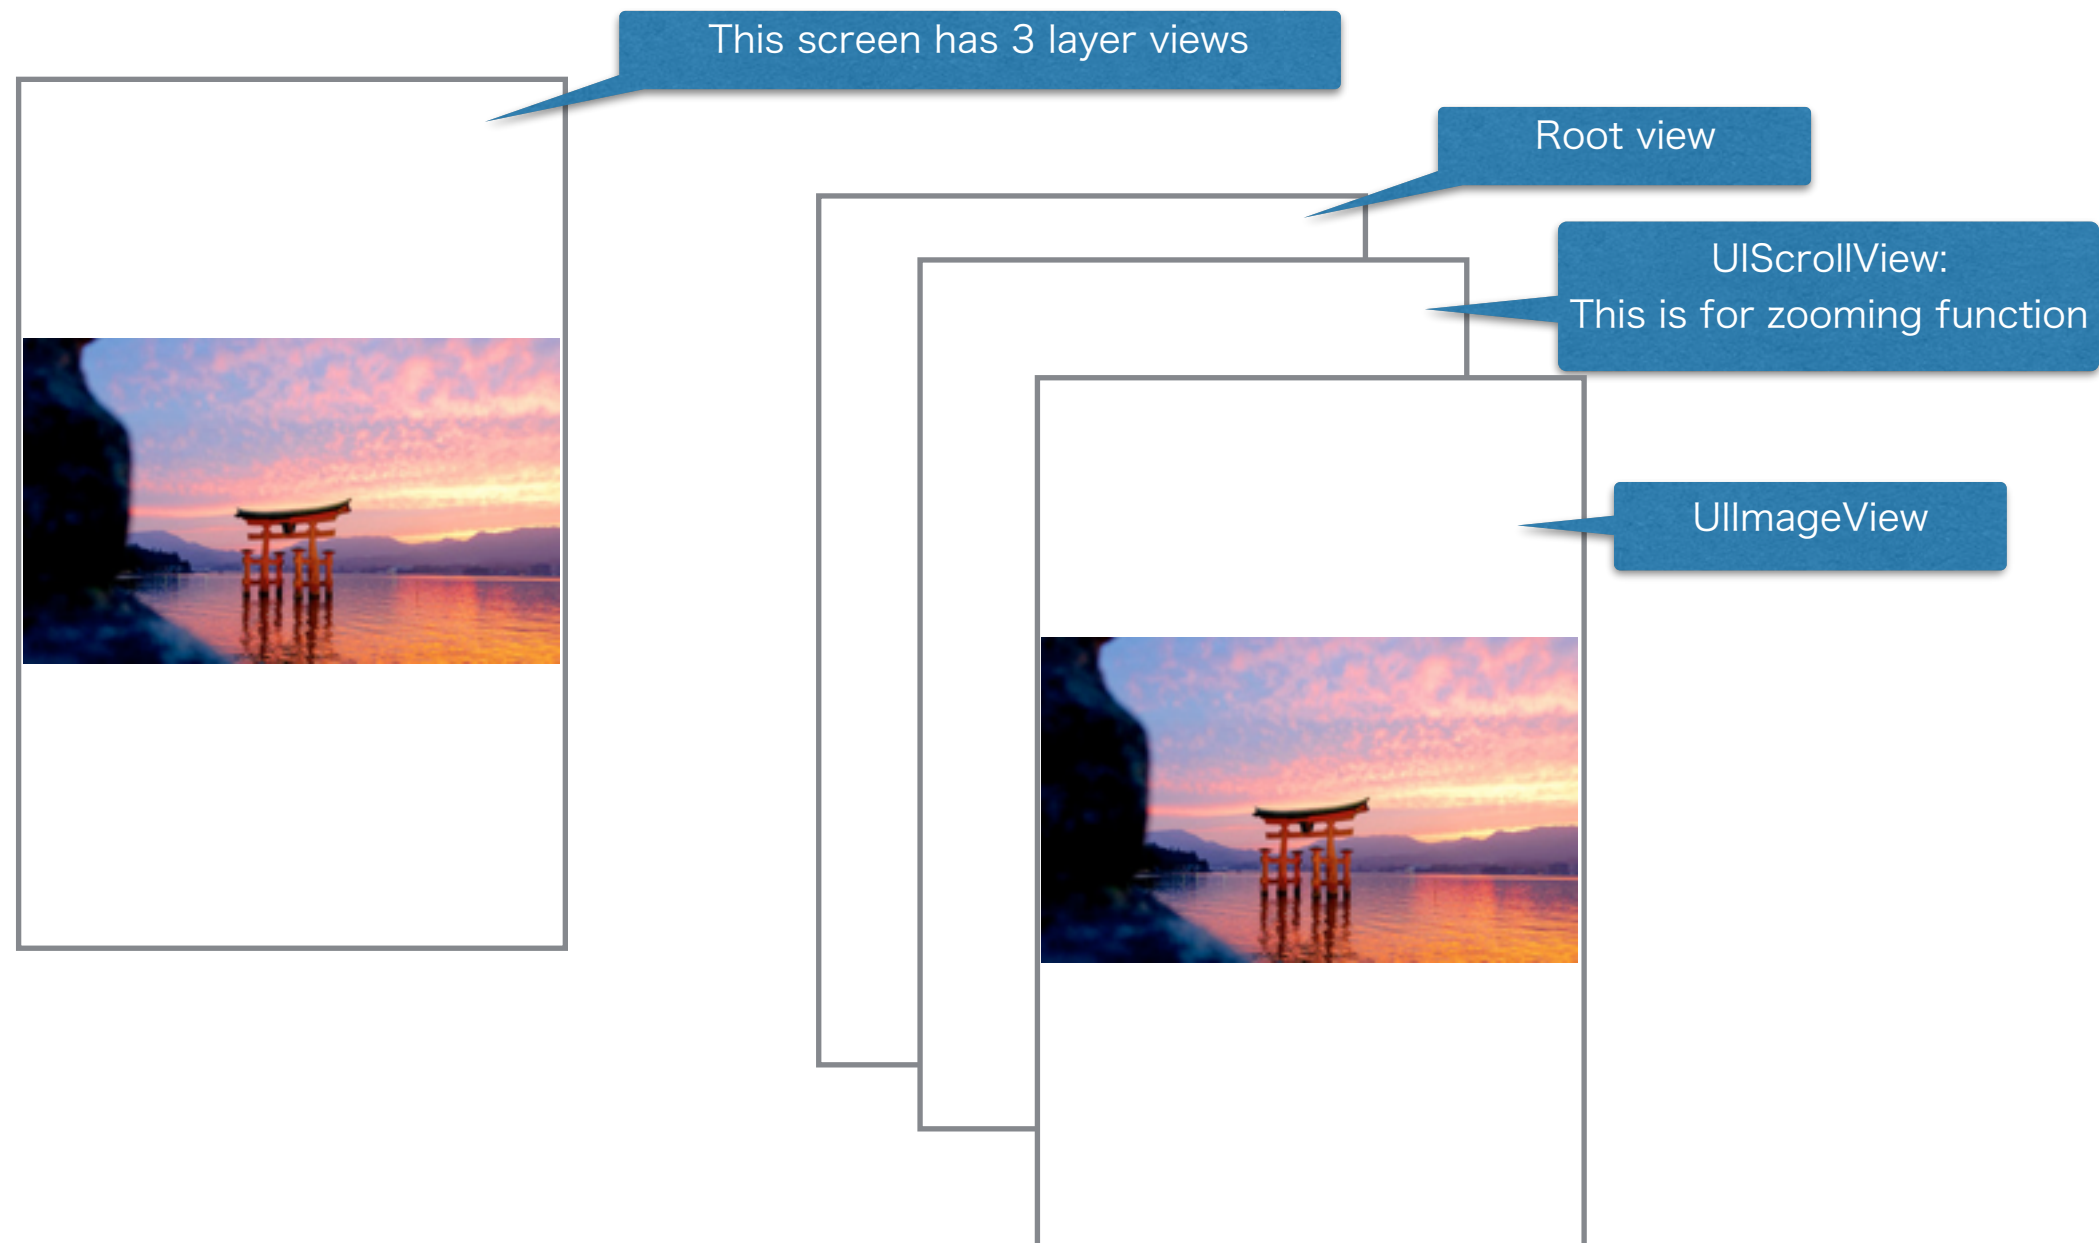 This screen has 3 layer views
Root view
UIScrollView:
This is for zooming function
UIImageView